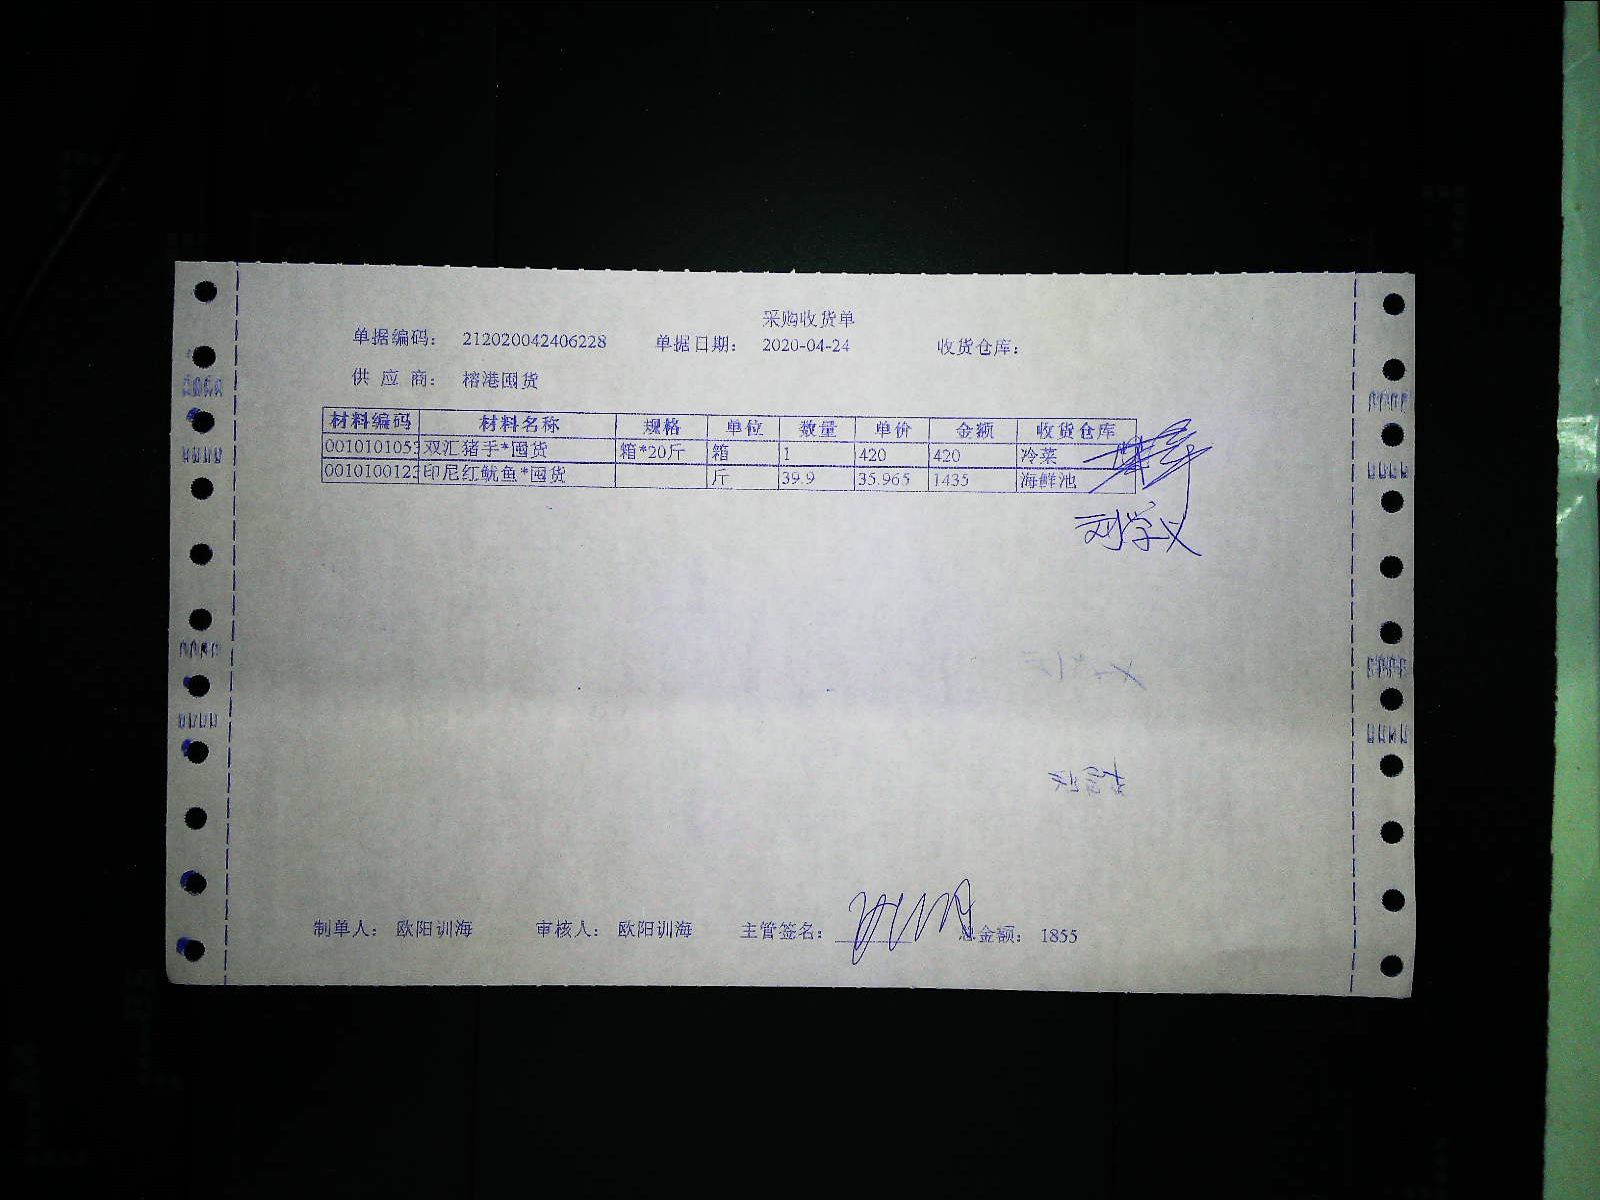 采购收货单
单据编码： 212020042406228 单据日期： 2020-04-24 收货仓库：
供 应 商： 榕港囤货
材料编码 材料名称 规格 单位 数量 单价 金额 收货仓库
0010101055 双汇猪手*囤货 箱*20斤 箱 1 420 420 冷菜
0010100123 印尼红鱿鱼*囤货 斤 39.9 35.965 1435 海鲜池
刘学义
制单人： 欧阳训海 审核人： 欧阳训海 主管签名： 总金额： 1855